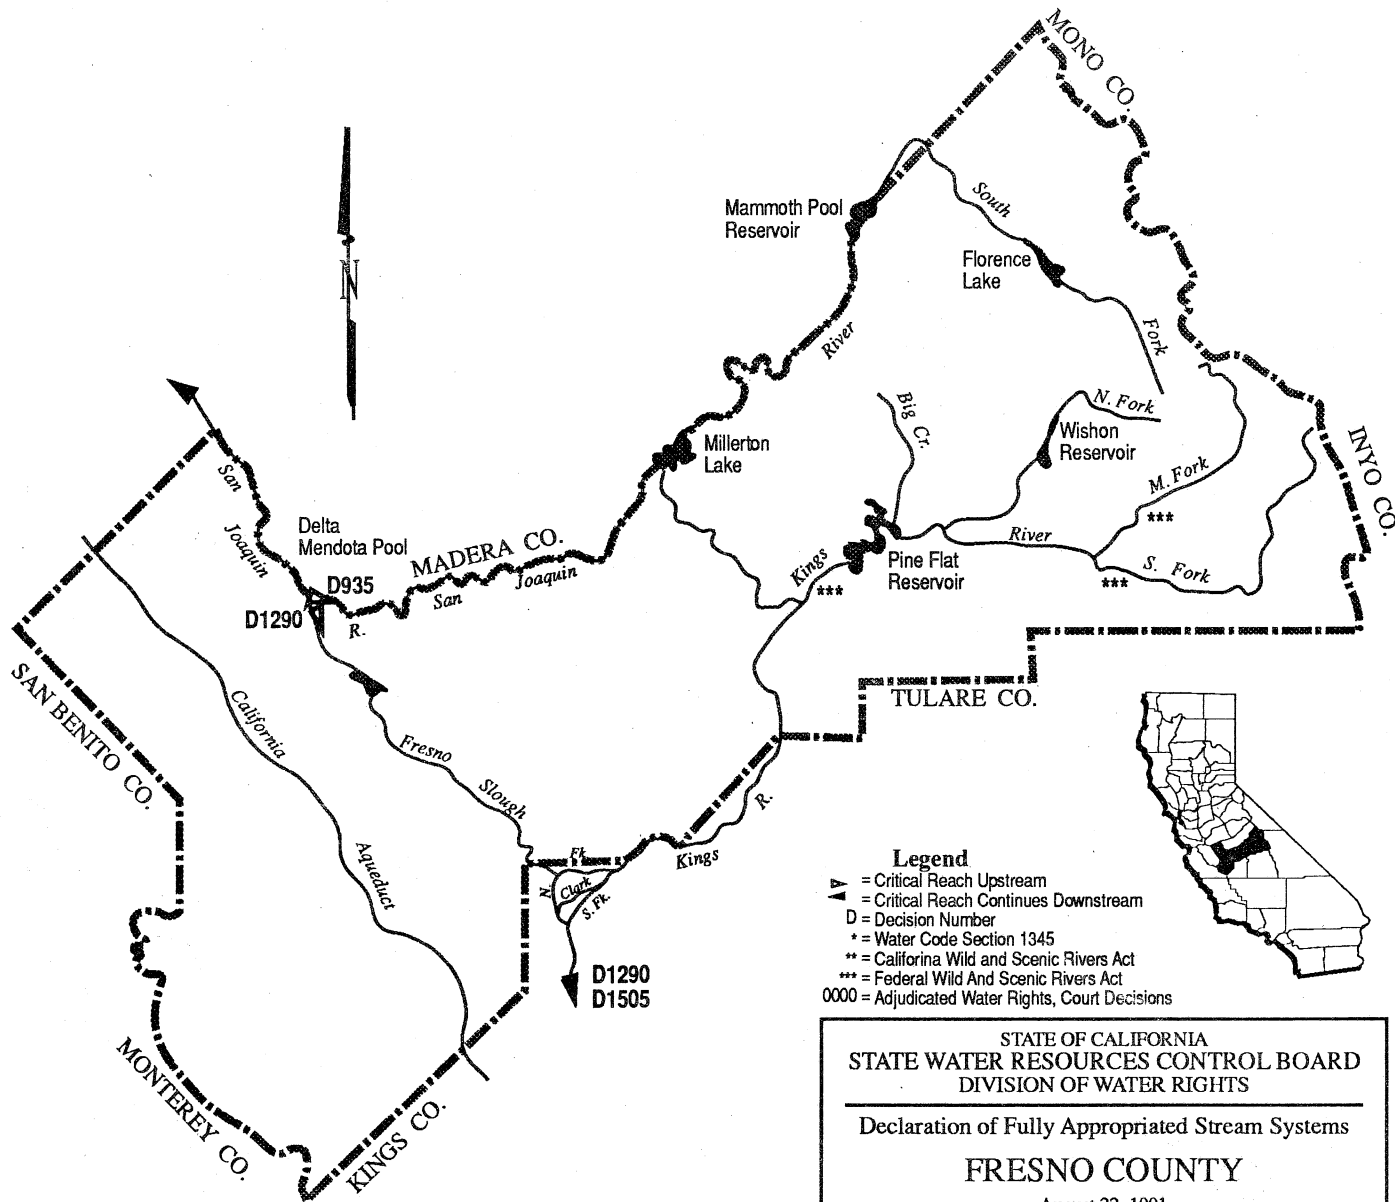 MONO CO.
Mammoth Pool
Reservoir
South
Florence
Lake
Fork
River
N
Big Cr.
N. Fork
Wishon
Reservoir
INYO CO.
Millerton
Lake
M. Fork
***
San
Joaquin
Delta
Mendota Pool
MADERA CO.
San
Joaquin
D935
D1290
R.
Kings
***
Pine Flat
Reservoir
River
S. Fork
***
TULARE CO.
SAN BENITO CO.
California
Aqueduct
Fresno
Slough
R.
Kings
Fk.
N.
Clark
S. Fk.
D1290
D1505
MONTEREY CO.
KINGS CO.
Legend
= Critical Reach Upstream
= Critical Reach Continues Downstream
D = Decision Number
* = Water Code Section 1345
** = Califorina Wild and Scenic Rivers Act
*** = Federal Wild And Scenic Rivers Act
0000 = Adjudicated Water Rights, Court Decisions
STATE OF CALIFORNIA
STATE WATER RESOURCES CONTROL BOARD
DIVISION OF WATER RIGHTS
Declaration of Fully Appropriated Stream Systems
FRESNO COUNTY